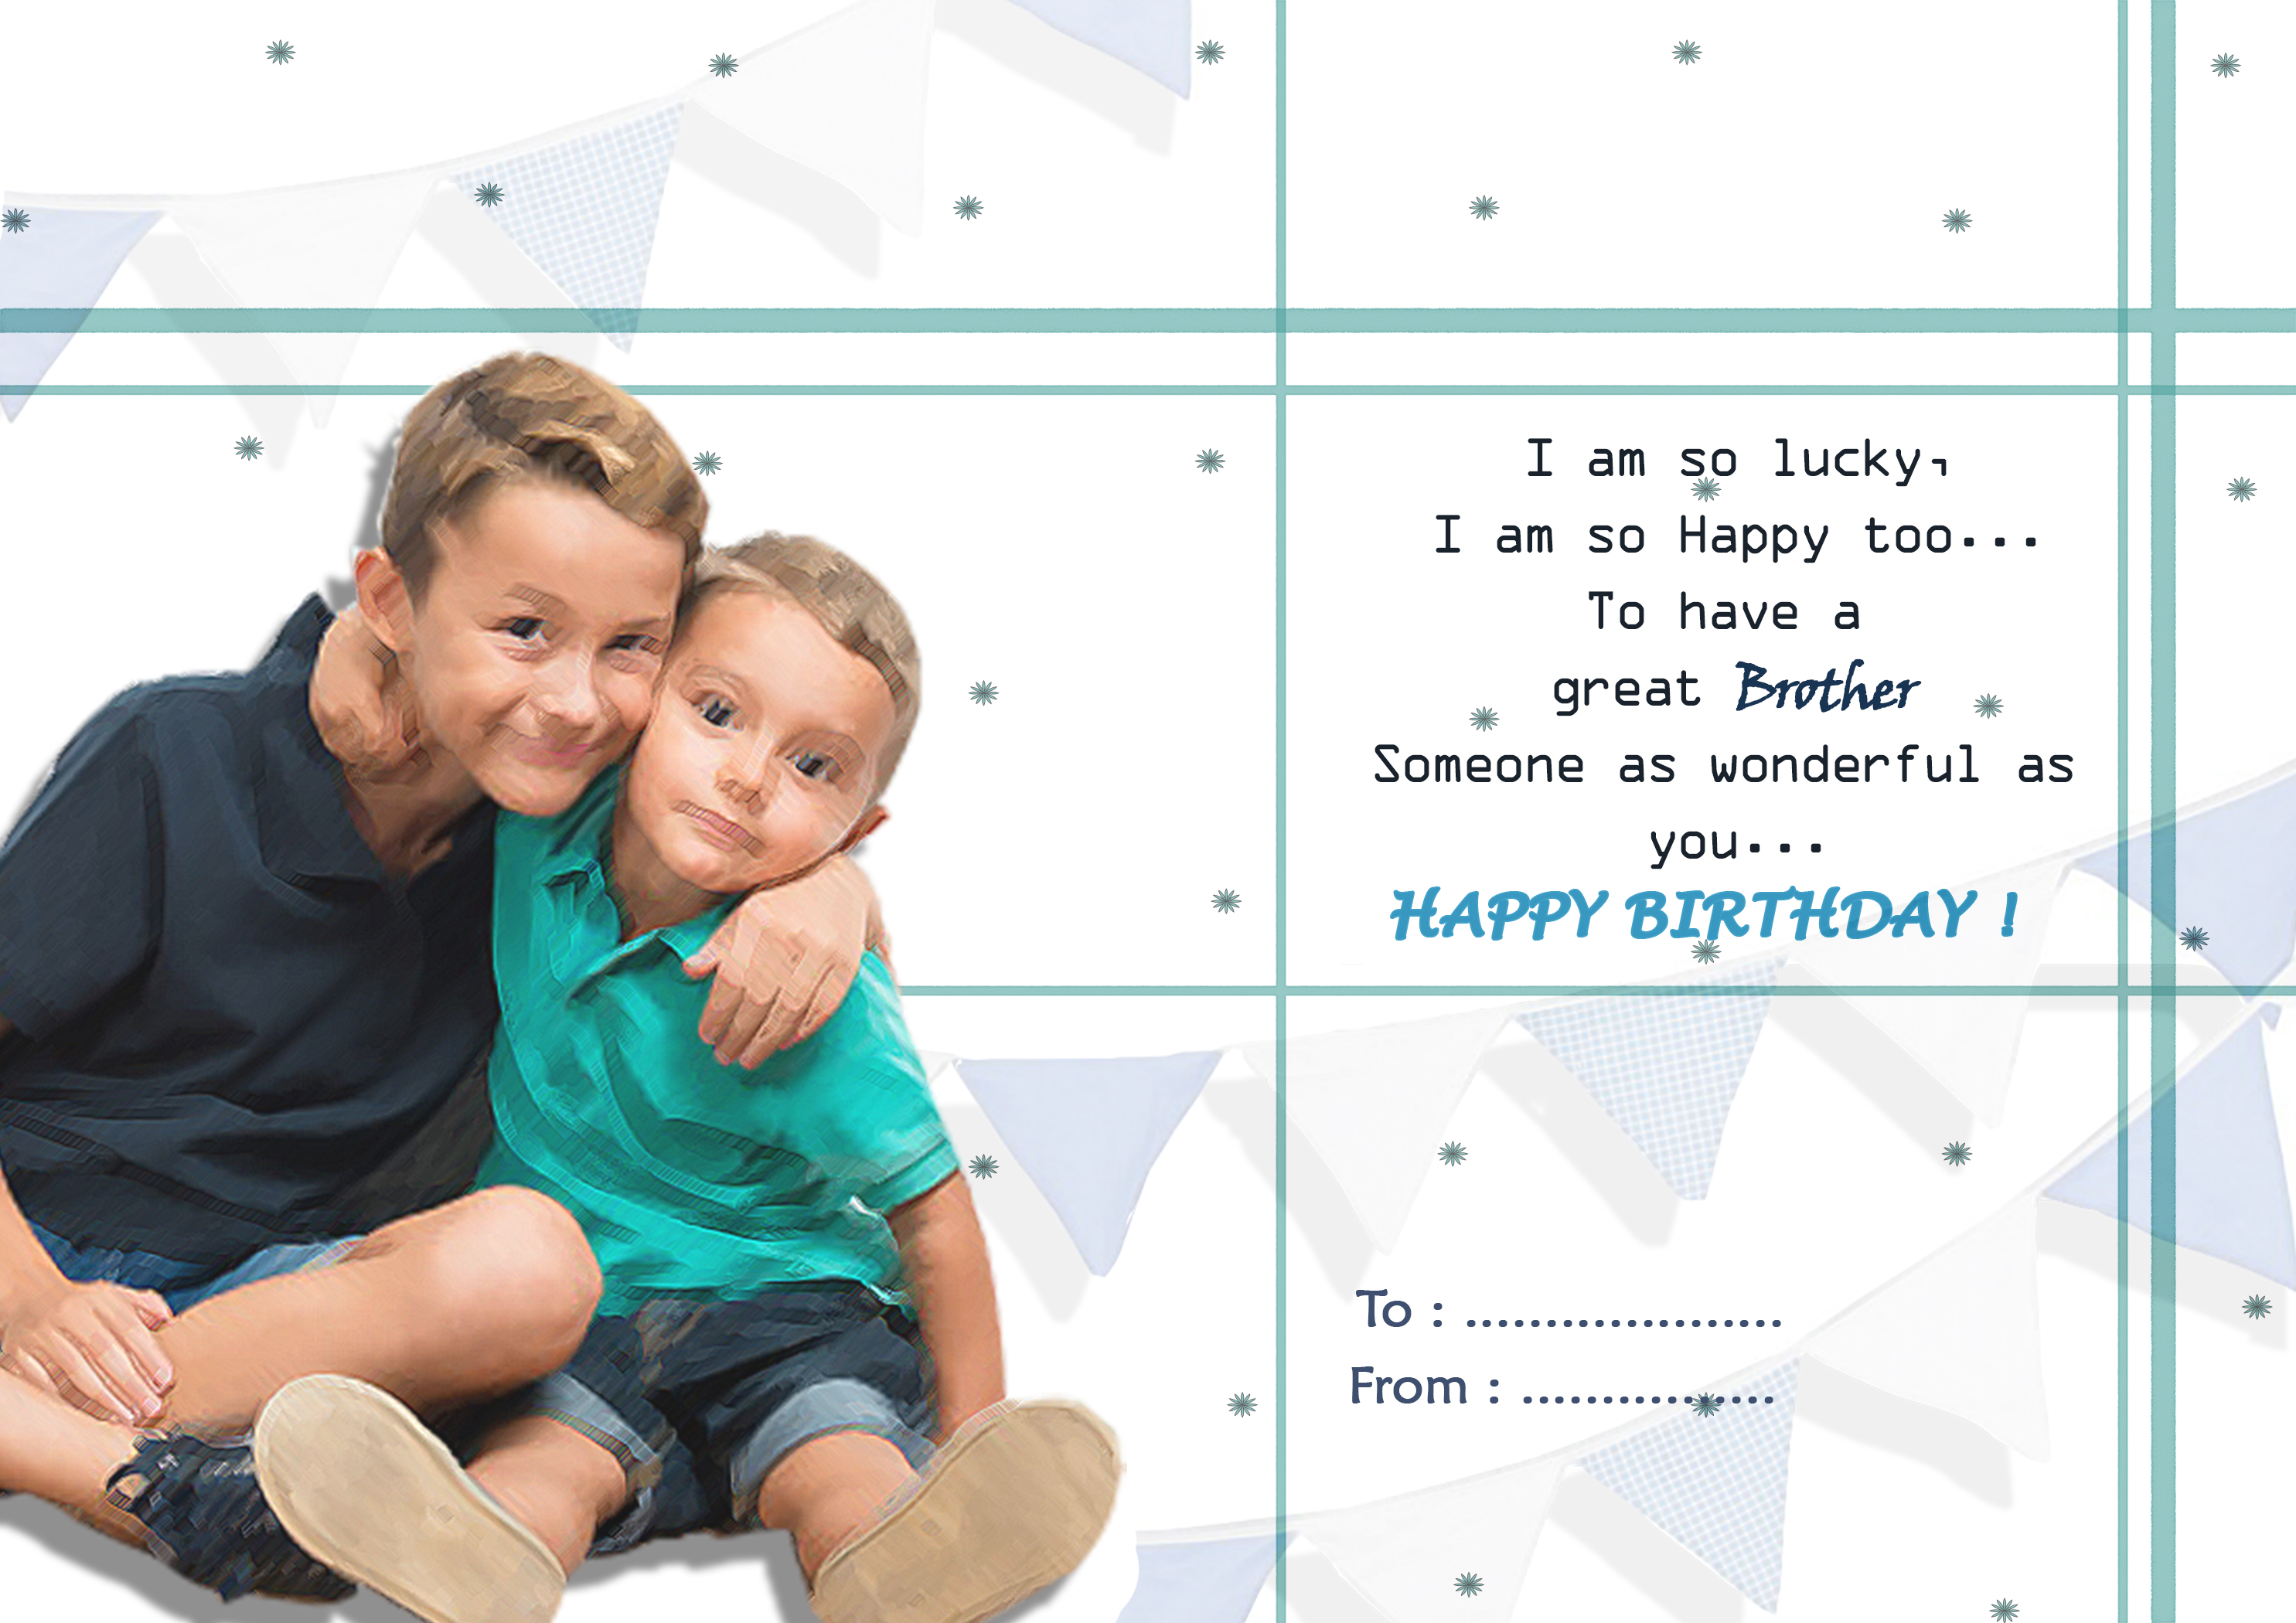 I am so lucky,
I am so Happy too...
To have a
great Brother
Someone as wonderful as
you...
HAPPY BIRTHDAY !
To : ....................
From : ................